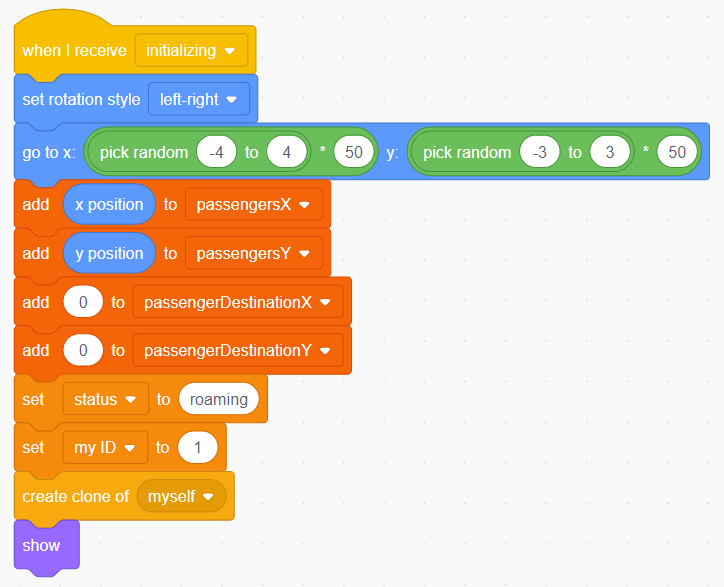 when I receive initializing
set rotation style left-right
go to x: pick random -4 to 4 * 50 y: pick random -3 to 3 * 50
add x position to passengersX
add y position to passengersY
add 0 to passengerDestinationX
add 0 to passengerDestinationY
set status to roaming
set my ID to 1
create clone of myself
show